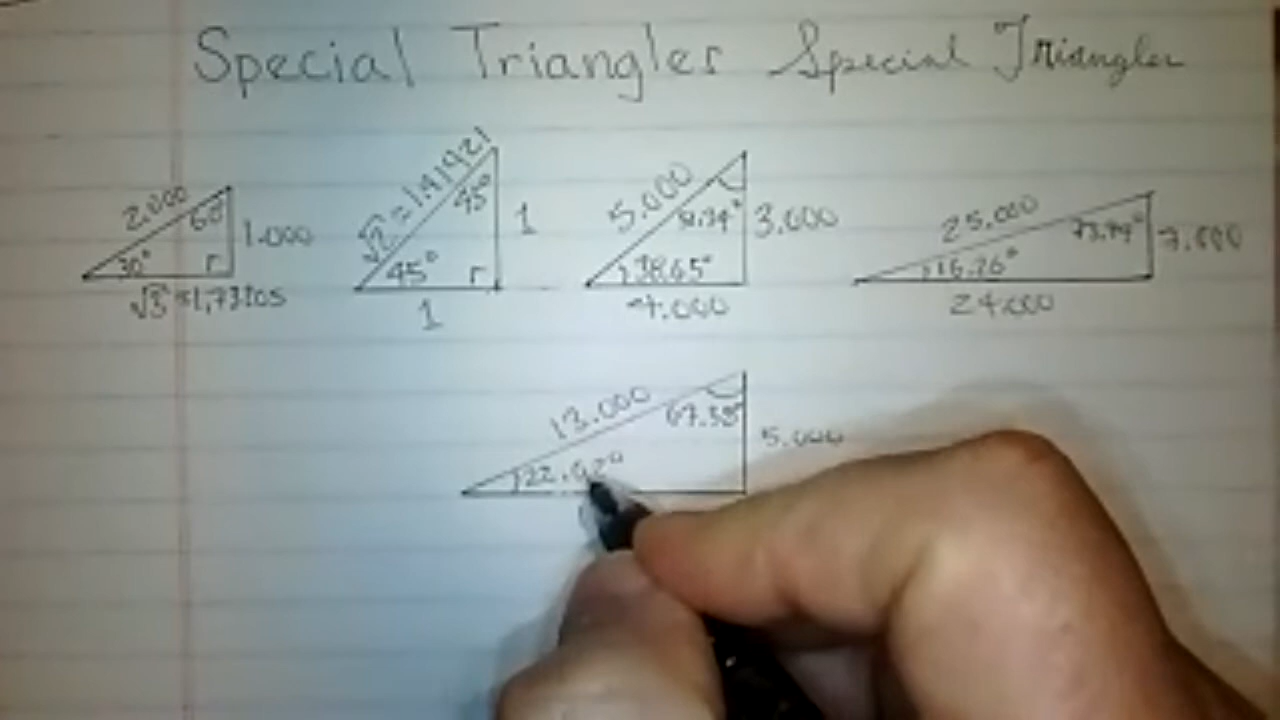 Special Triangles Special Triangles
2.000 60° 1.000 30° r √3 = 1,73205
√2 = 1.41421 45° 1 45° r 1
5.000 3.000 4.000
25.000 73.74° 7.000 16.26° 24.000
13.000 67.38° 5.000 22.62°